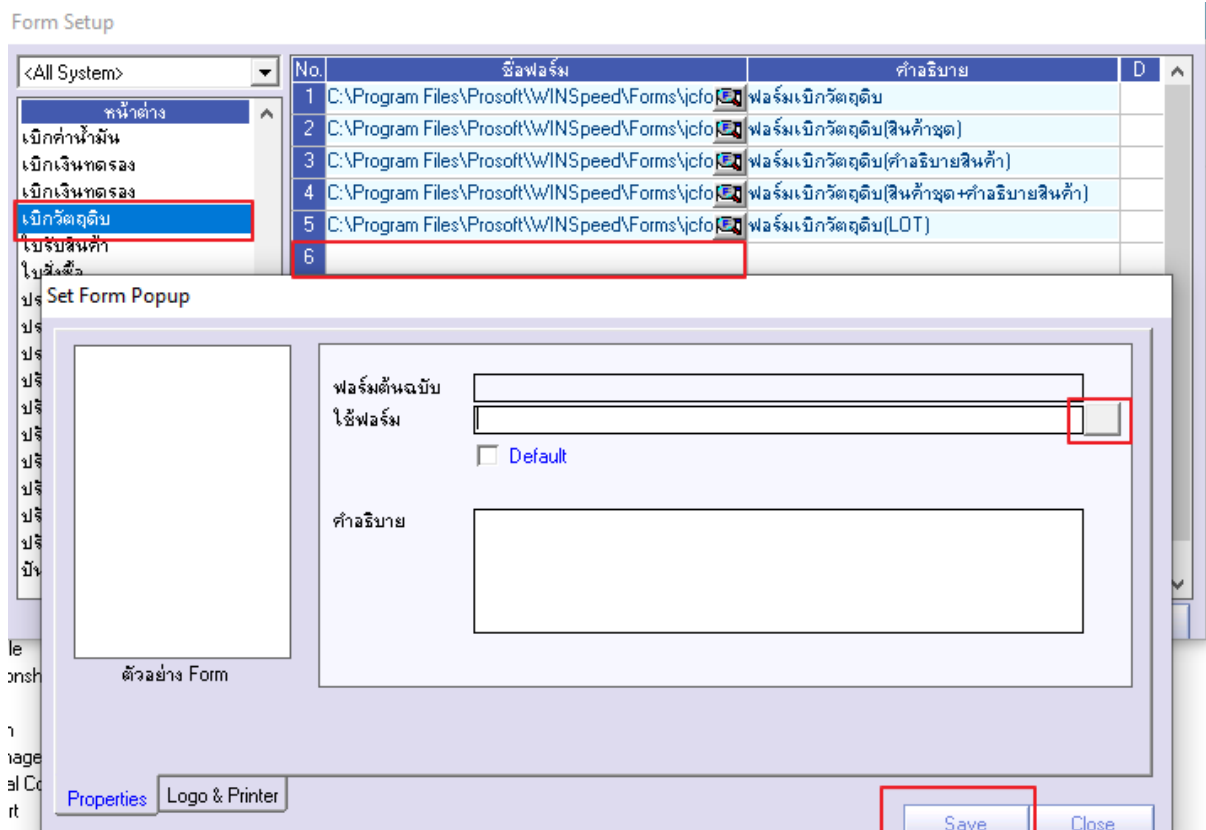 Form Setup
<All System>
หน้าต่าง
เบิกค่าน้ำมัน
เบิกเงินทดรอง
เบิกเงินทดรอง
เบิกวัตถุดิบ
ใบรับสินค้า
ใบสั่งซื้อ
No. ชื่อฟอร์ม คำอธิบาย D
1 C:\Program Files\Prosoft\WINSpeed\Forms\jcfo ฟอร์มเบิกวัตถุดิบ
2 C:\Program Files\Prosoft\WINSpeed\Forms\jcfo ฟอร์มเบิกวัตถุดิบ(สินค้าชุด)
3 C:\Program Files\Prosoft\WINSpeed\Forms\jcfo ฟอร์มเบิกวัตถุดิบ(คำอธิบายสินค้า)
4 C:\Program Files\Prosoft\WINSpeed\Forms\jcfo ฟอร์มเบิกวัตถุดิบ(สินค้าชุด+คำอธิบายสินค้า)
5 C:\Program Files\Prosoft\WINSpeed\Forms\jcfo ฟอร์มเบิกวัตถุดิบ(LOT)
6
Set Form Popup
ฟอร์มต้นฉบับ
ใช้ฟอร์ม
Default
คำอธิบาย
ตัวอย่าง Form
Properties Logo & Printer
Save Close